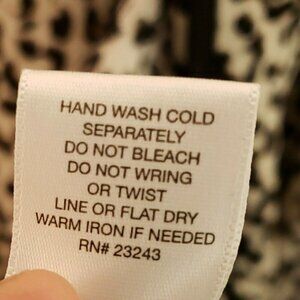 HAND WASH COLD
SEPARATELY
DO NOT BLEACH
DO NOT WRING
OR TWIST
LINE OR FLAT DRY
WARM IRON IF NEEDED
RN# 23243